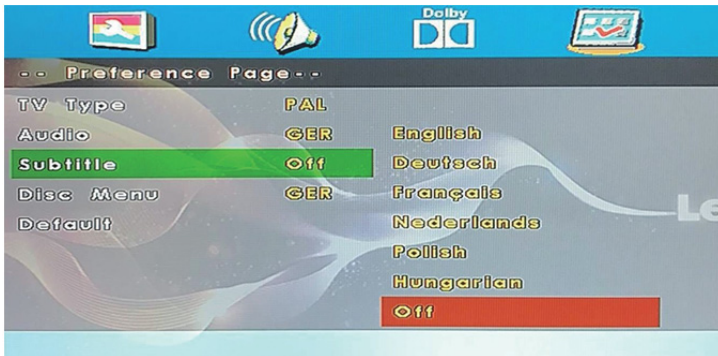 Dolby
-- Preference Page--
TV Type PAL
Audio GER English
Subtitle Off Deutsch
Disc Menu GER Français
Default Nederlands
Polish
Hungarian
Off
Le